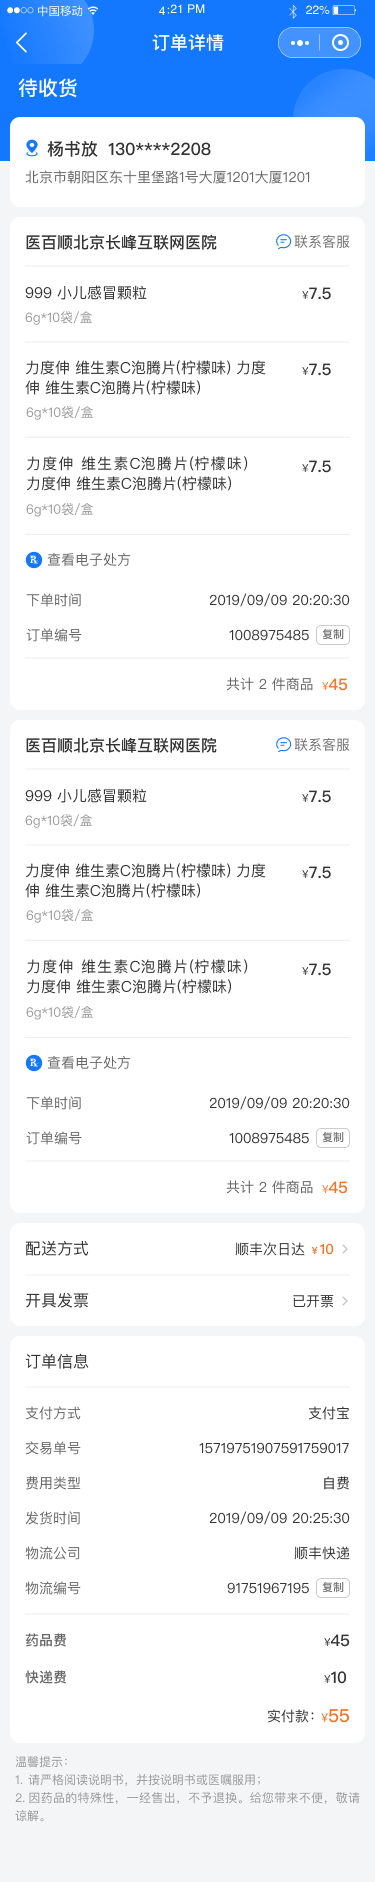 中国移动 4:21 PM 22%
订单详情
待收货
杨书放 130****2208
北京市朝阳区东十里堡路1号大厦1201大厦1201
医百顺北京长峰互联网医院 联系客服
999 小儿感冒颗粒 ¥7.5
6g*10袋/盒
力度伸 维生素C泡腾片(柠檬味) 力度 ¥7.5
伸 维生素C泡腾片(柠檬味)
6g*10袋/盒
力度伸 维生素C泡腾片(柠檬味) ¥7.5
力度伸 维生素C泡腾片(柠檬味)
6g*10袋/盒
R 查看电子处方
下单时间 2019/09/09 20:20:30
订单编号 1008975485 复制
共计 2 件商品 ¥45
医百顺北京长峰互联网医院 联系客服
999 小儿感冒颗粒 ¥7.5
6g*10袋/盒
力度伸 维生素C泡腾片(柠檬味) 力度 ¥7.5
伸 维生素C泡腾片(柠檬味)
6g*10袋/盒
力度伸 维生素C泡腾片(柠檬味) ¥7.5
力度伸 维生素C泡腾片(柠檬味)
6g*10袋/盒
R 查看电子处方
下单时间 2019/09/09 20:20:30
订单编号 1008975485 复制
共计 2 件商品 ¥45
配送方式 顺丰次日达 ¥10
开具发票 已开票
订单信息
支付方式 支付宝
交易单号 15719751907591759017
费用类型 自费
发货时间 2019/09/09 20:25:30
物流公司 顺丰快递
物流编号 91751967195 复制
药品费 ¥45
快递费 ¥10
实付款：¥55
温馨提示：
1. 请严格阅读说明书，并按说明书或医嘱服用；
2. 因药品的特殊性，一经售出，不予退换。给您带来不便，敬请
谅解。